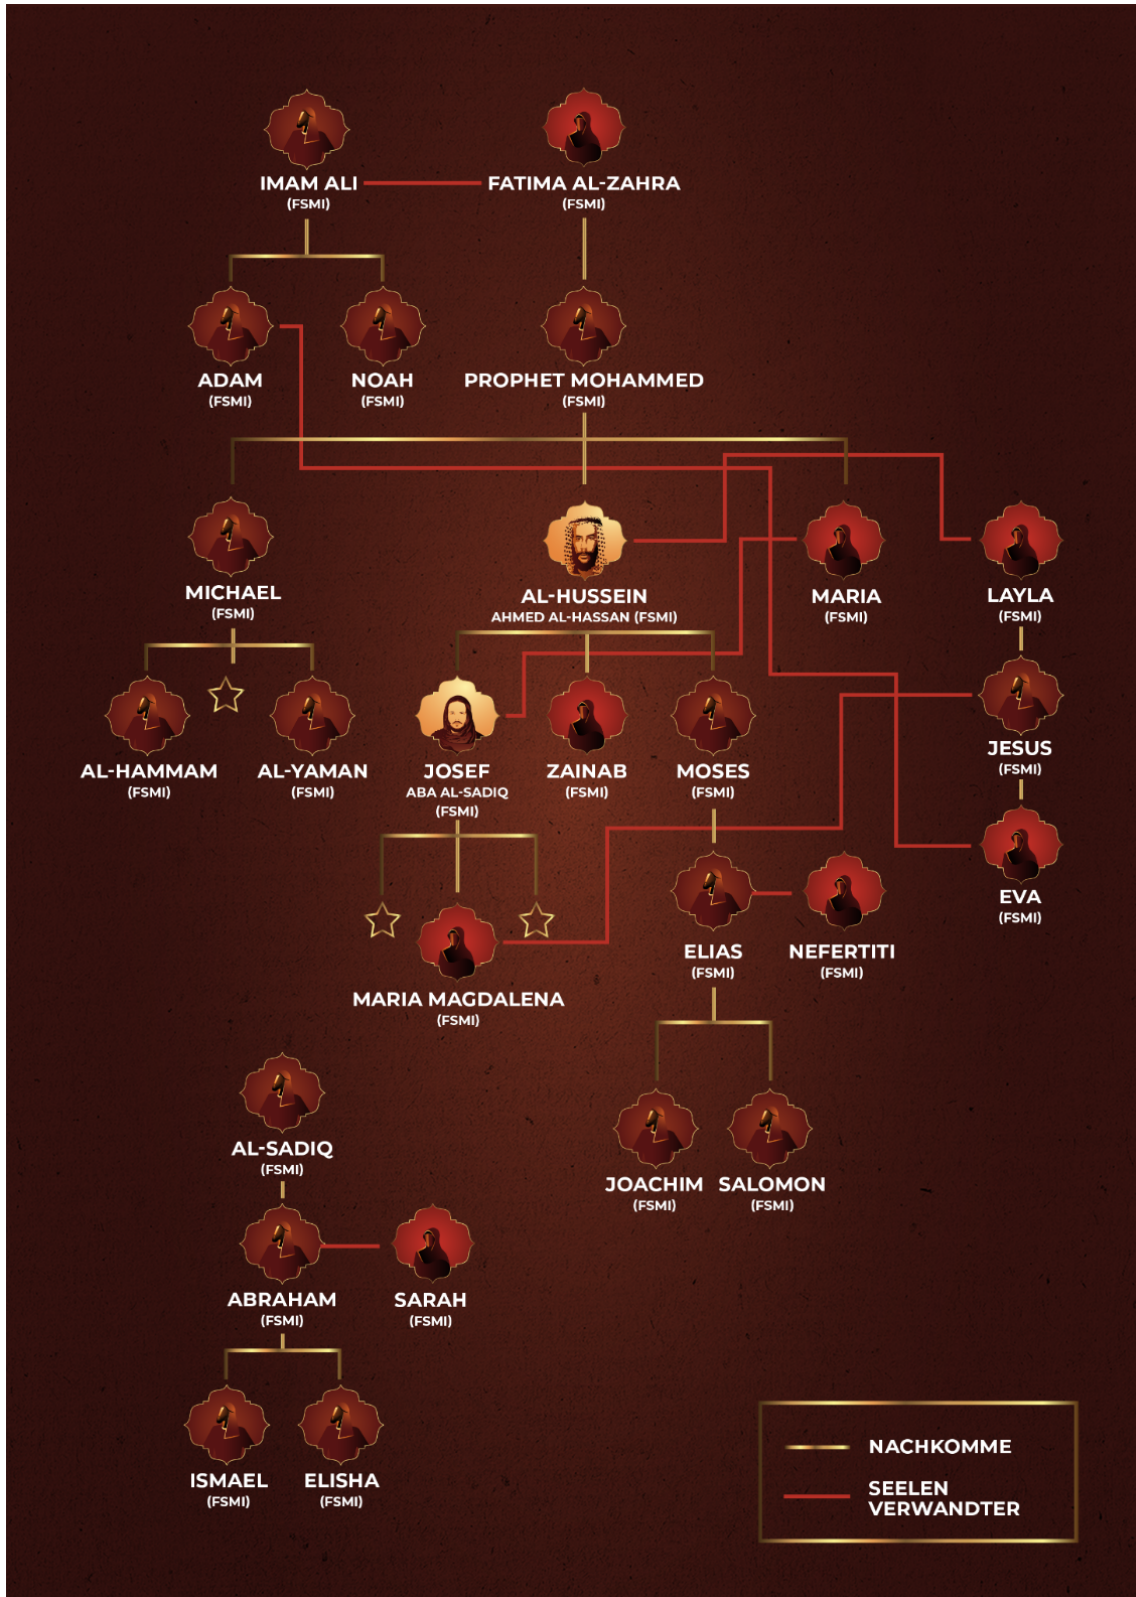 IMAM ALI
(FSMI)
FATIMA AL-ZAHRA
(FSMI)
ADAM
(FSMI)
NOAH
(FSMI)
PROPHET MOHAMMED
(FSMI)
MICHAEL
(FSMI)
AL-HUSSEIN
AHMED AL-HASSAN (FSMI)
MARIA
(FSMI)
LAYLA
(FSMI)
AL-HAMMAM
(FSMI)
AL-YAMAN
(FSMI)
JOSEF
ABA AL-SADIQ
(FSMI)
ZAINAB
(FSMI)
MOSES
(FSMI)
JESUS
(FSMI)
EVA
(FSMI)
MARIA MAGDALENA
(FSMI)
ELIAS
(FSMI)
NEFERTITI
(FSMI)
AL-SADIQ
(FSMI)
JOACHIM
(FSMI)
SALOMON
(FSMI)
ABRAHAM
(FSMI)
SARAH
(FSMI)
ISMAEL
(FSMI)
ELISHA
(FSMI)
NACHKOMME
SEELEN
VERWANDTER